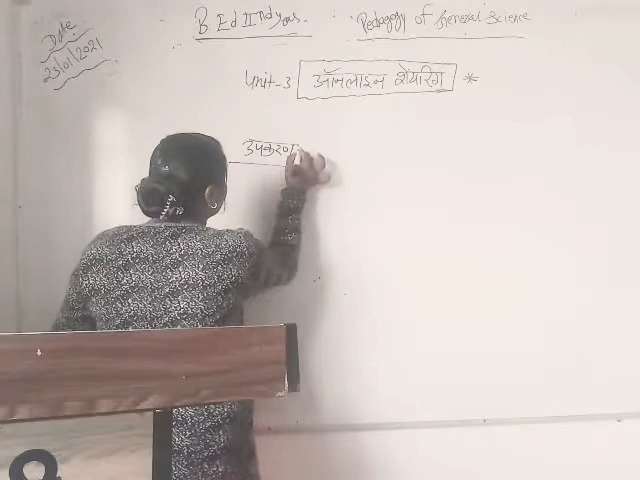 Date
23/01/2021
B Ed IInd year. : Pedagogy of General Science
Unit-3 ऑनलाइन शेयरिंग *
उपकरण